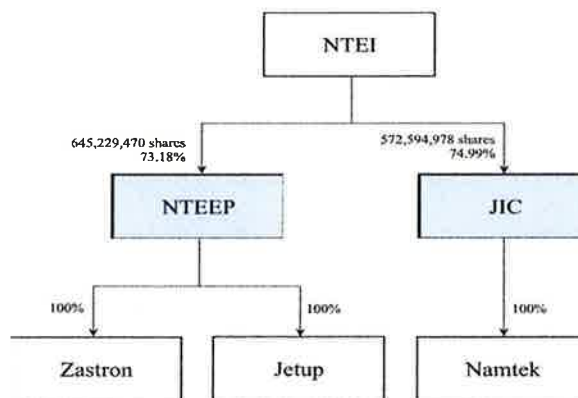 NTEI
645,229,470 shares
73.18%
572,594,978 shares
74.99%
NTEEP
JIC
100%
100%
100%
Zastron
Jetup
Namtek